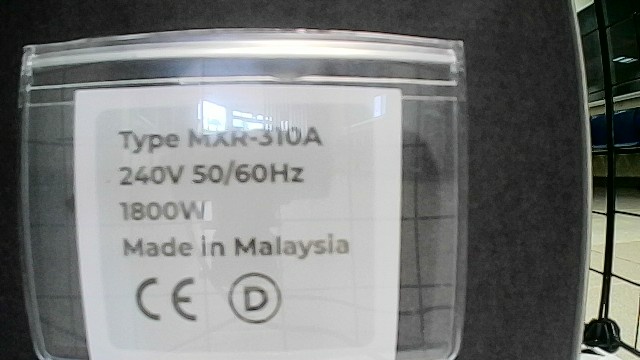 Type MXR-310A
240V 50/60Hz
1800W
Made in Malaysia
CE D